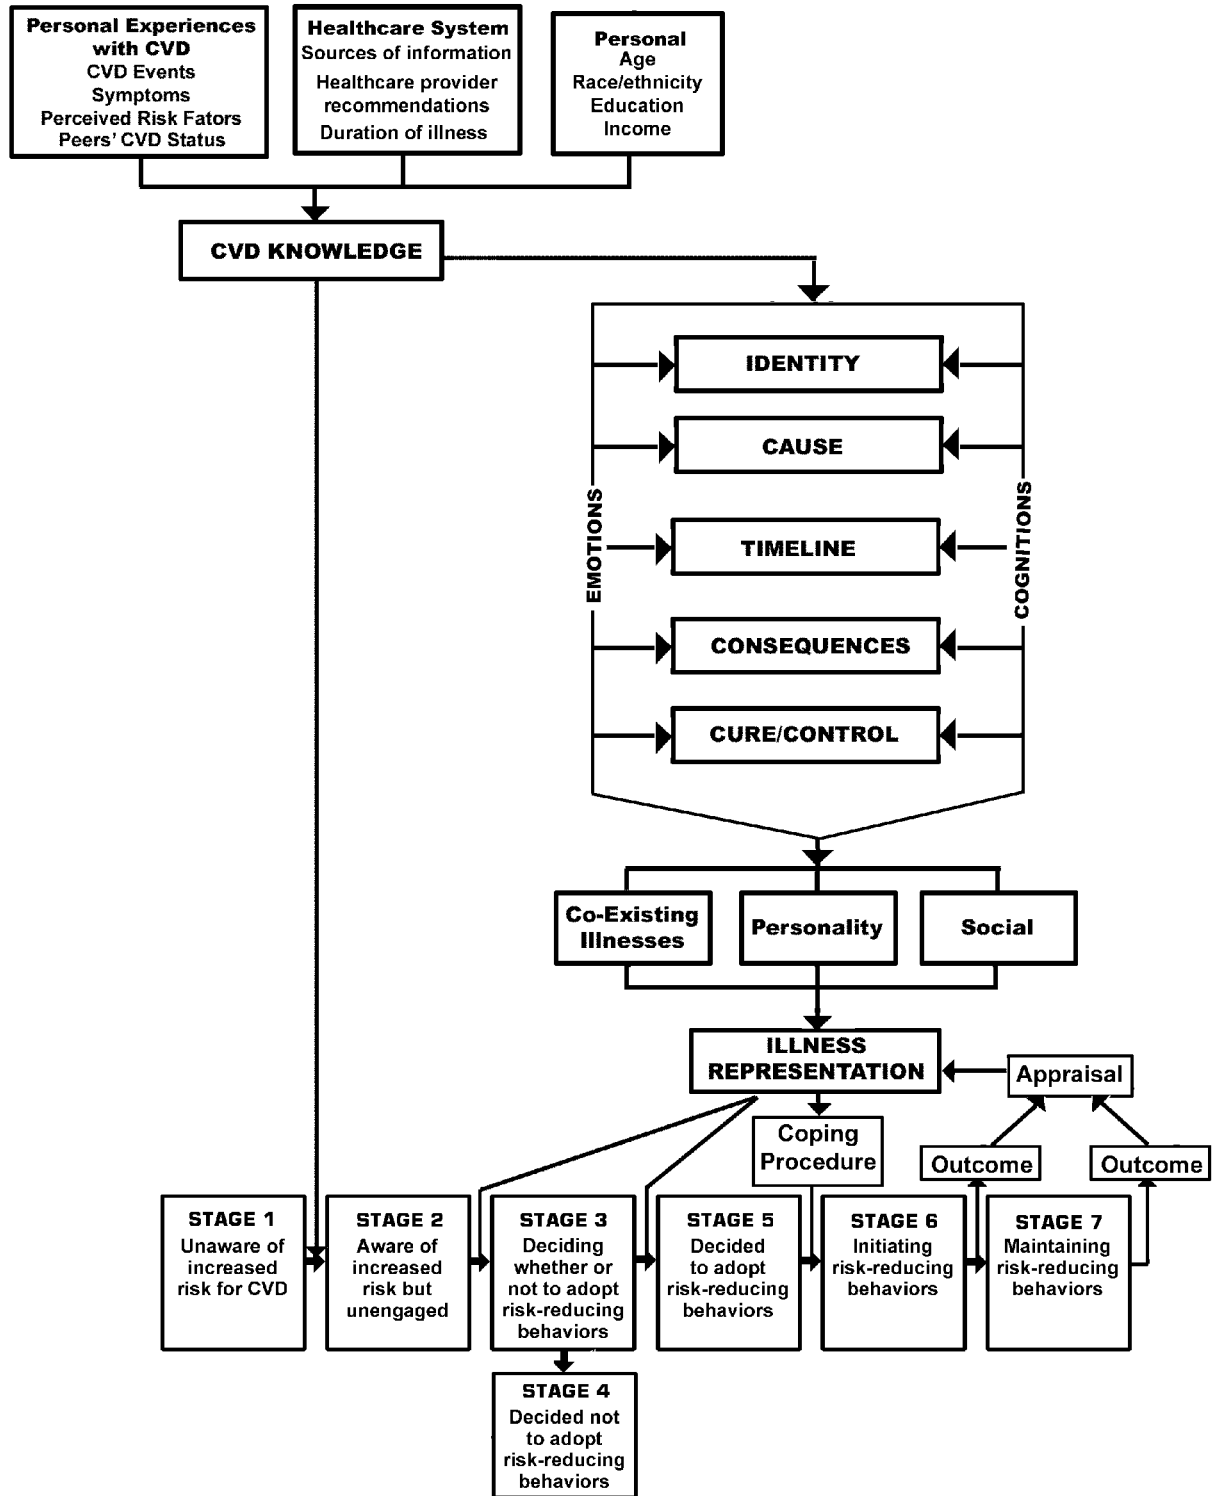 Personal Experiences
with CVD
CVD Events
Symptoms
Perceived Risk Fators
Peers' CVD Status
Healthcare System
Sources of information
Healthcare provider
recommendations
Duration of illness
Personal
Age
Race/ethnicity
Education
Income
CVD KNOWLEDGE
IDENTITY
CAUSE
EMOTIONS
TIMELINE
COGNITIONS
CONSEQUENCES
CURE/CONTROL
Co-Existing
Illnesses
Personality
Social
ILLNESS
REPRESENTATION
Appraisal
Coping
Procedure
Outcome
Outcome
STAGE 1
Unaware of
increased
risk for CVD
STAGE 2
Aware of
increased
risk but
unengaged
STAGE 3
Deciding
whether or
not to adopt
risk-reducing
behaviors
STAGE 5
Decided
to adopt
risk-reducing
behaviors
STAGE 6
Initiating
risk-reducing
behaviors
STAGE 7
Maintaining
risk-reducing
behaviors
STAGE 4
Decided not
to adopt
risk-reducing
behaviors